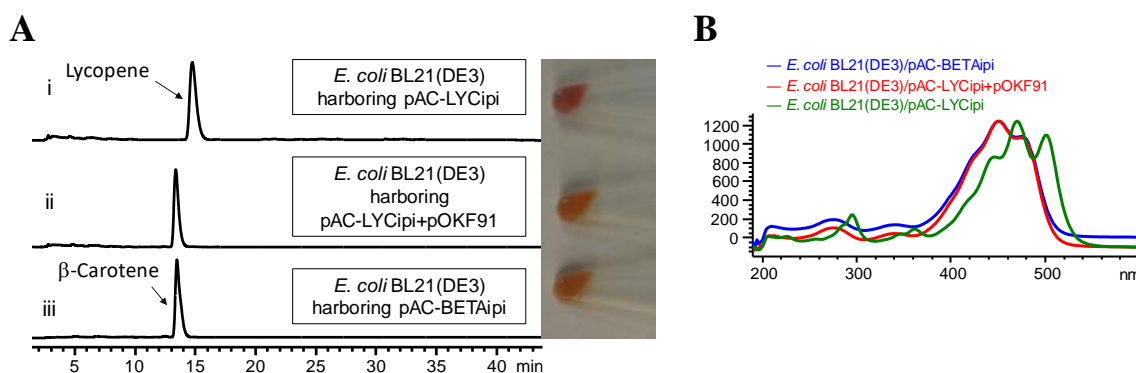 A
i
Lycopene
E. coli BL21(DE3)
harboring pAC-LYCipi
ii
E. coli BL21(DE3)
harboring
pAC-LYCipi+pOKF91
iii
β-Carotene
E. coli BL21(DE3)
harboring pAC-BETAipi
5 10 15 20 25 30 35 40 min
B
— E. coli BL21(DE3)/pAC-BETAipi
— E. coli BL21(DE3)/pAC-LYCipi+pOKF91
— E. coli BL21(DE3)/pAC-LYCipi
1200
1000
800
600
400
200
0
200 300 400 500 nm